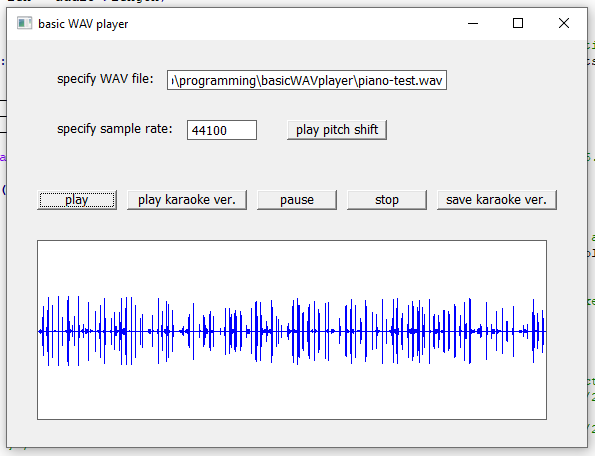 basic WAV player
specify WAV file: \programming\basicWAVplayer\piano-test.wav
specify sample rate: 44100 play pitch shift
play play karaoke ver. pause stop save karaoke ver.